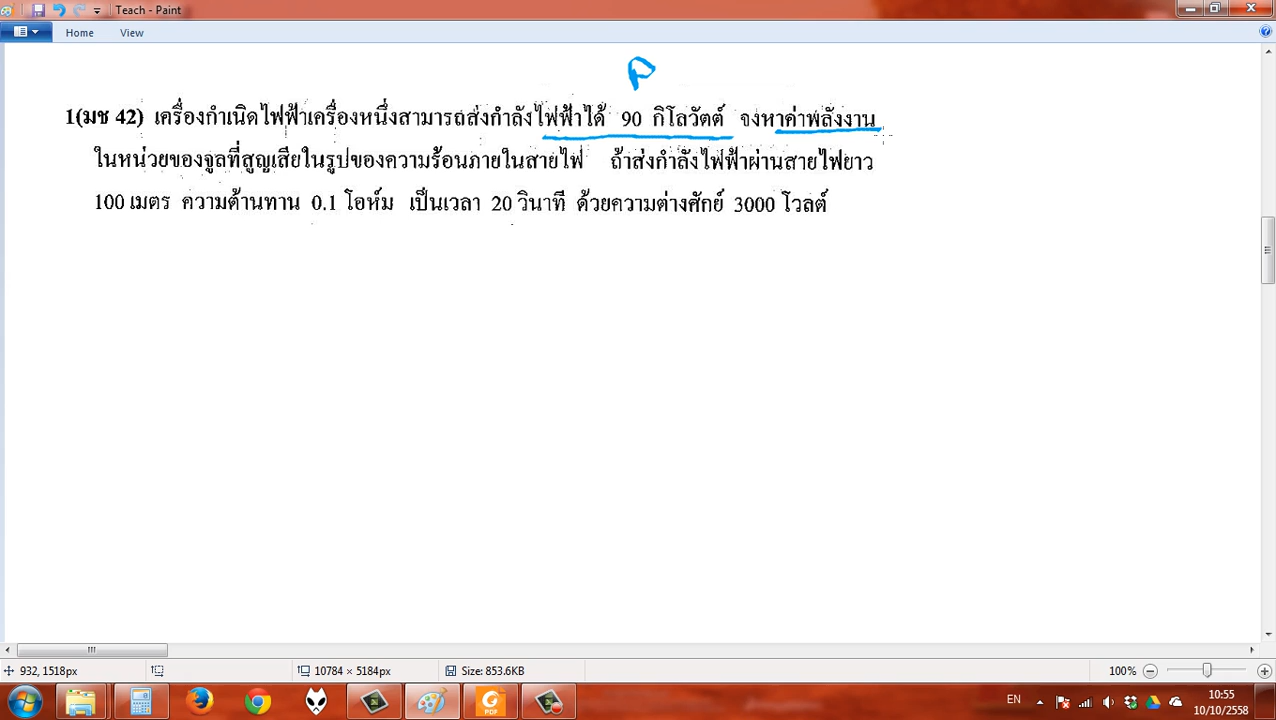 Teach - Paint
Home View
P
1(มช 42) เครื่องกำเนิดไฟฟ้าเครื่องหนึ่งสามารถส่งกำลังไฟฟ้าได้ 90 กิโลวัตต์ จงหาค่าพลังงาน
ในหน่วยของจูลที่สูญเสียในรูปของความร้อนภายในสายไฟ ถ้าส่งกำลังไฟฟ้าผ่านสายไฟยาว
100 เมตร ความต้านทาน 0.1 โอห์ม เป็นเวลา 20 วินาที ด้วยความต่างศักย์ 3000 โวลต์
932, 1518px 10784 × 5184px Size: 853.6KB 100%
PDF EN 10:55
10/10/2558